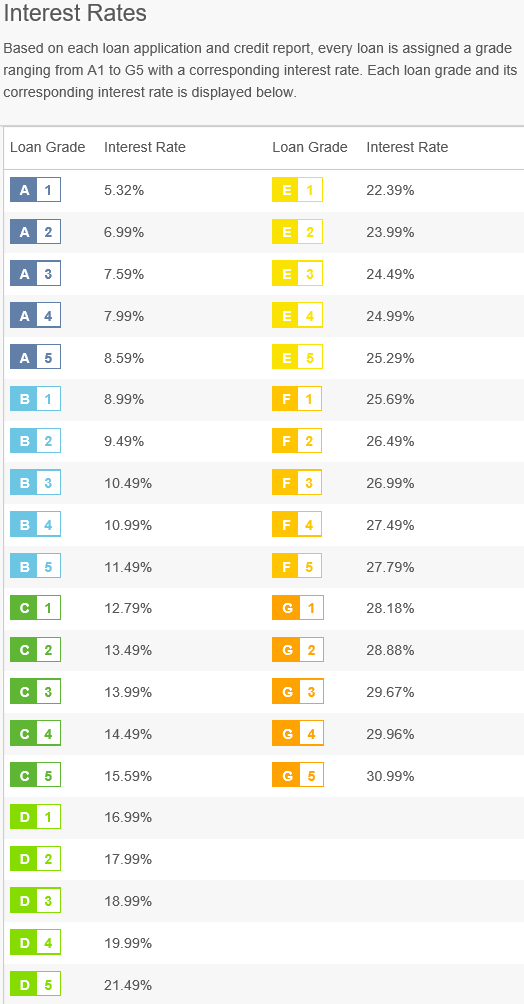 Interest Rates
Based on each loan application and credit report, every loan is assigned a grade
ranging from A1 to G5 with a corresponding interest rate. Each loan grade and its
corresponding interest rate is displayed below.
Loan Grade Interest Rate Loan Grade Interest Rate
A 1 5.32% E 1 22.39%
A 2 6.99% E 2 23.99%
A 3 7.59% E 3 24.49%
A 4 7.99% E 4 24.99%
A 5 8.59% E 5 25.29%
B 1 8.99% F 1 25.69%
B 2 9.49% F 2 26.49%
B 3 10.49% F 3 26.99%
B 4 10.99% F 4 27.49%
B 5 11.49% F 5 27.79%
C 1 12.79% G 1 28.18%
C 2 13.49% G 2 28.88%
C 3 13.99% G 3 29.67%
C 4 14.49% G 4 29.96%
C 5 15.59% G 5 30.99%
D 1 16.99%
D 2 17.99%
D 3 18.99%
D 4 19.99%
D 5 21.49%